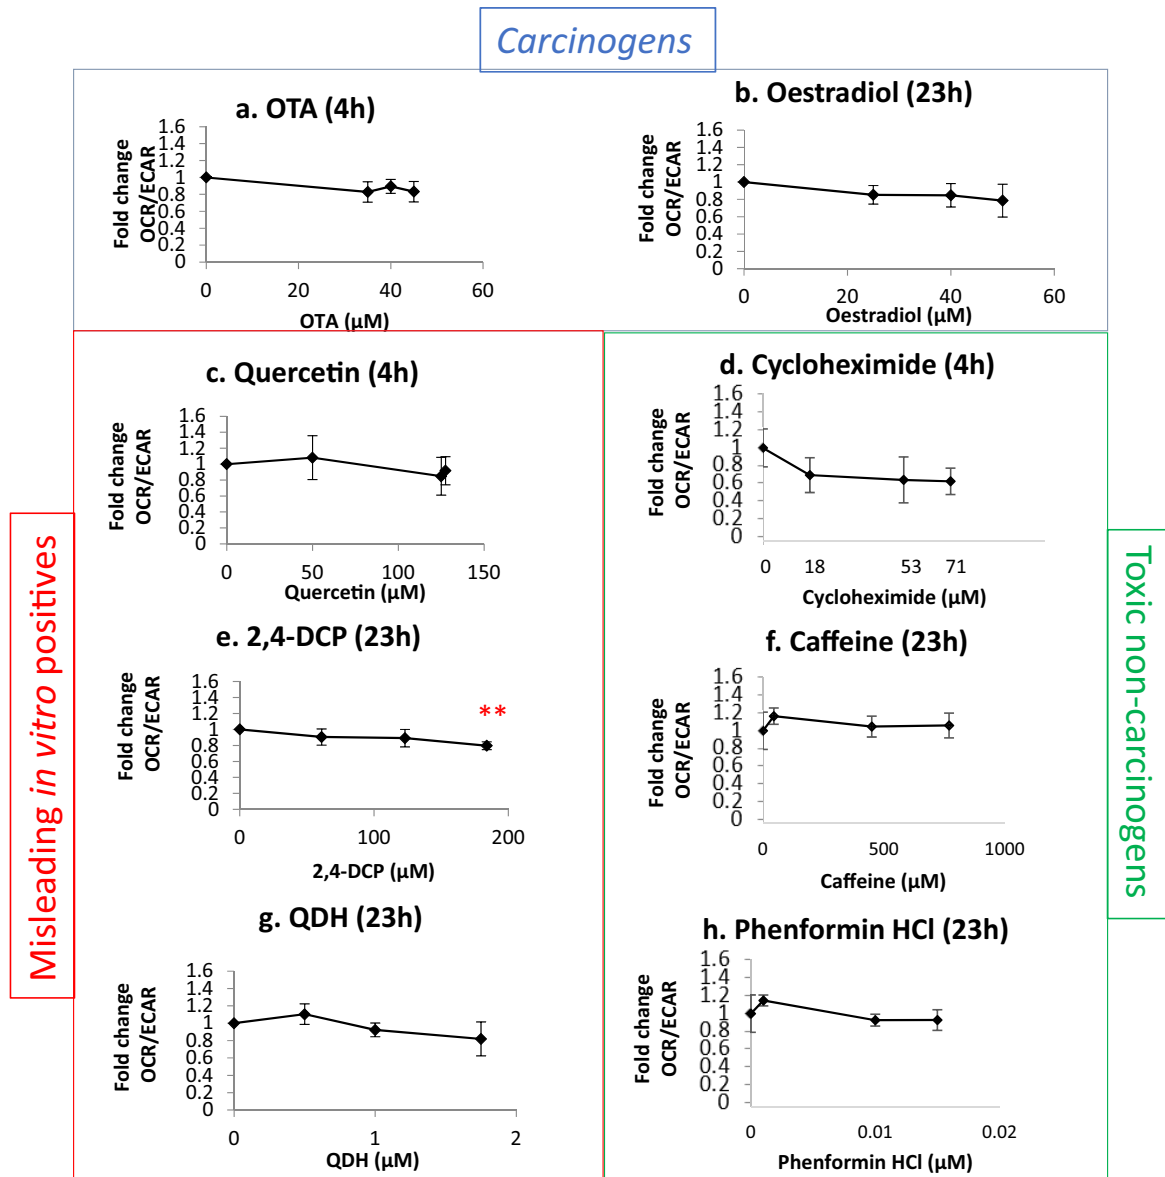 Carcinogens
a. OTA (4h)
Fold change
OCR/ECAR
1.6
1.4
1.2
1
0.8
0.6
0.4
0.2
0
0 20 40 60
OTA (µM)
b. Oestradiol (23h)
Fold change
OCR/ECAR
1.6
1.4
1.2
1
0.8
0.6
0.4
0.2
0
0 20 40 60
Oestradiol (µM)
Misleading in vitro positives
c. Quercetin (4h)
Fold change
OCR/ECAR
1.6
1.4
1.2
1
0.8
0.6
0.4
0.2
0
0 50 100 150
Quercetin (µM)
Toxic non-carcinogens
d. Cycloheximide (4h)
Fold change
OCR/ECAR
1.6
1.4
1.2
1
0.8
0.6
0.4
0.2
0
0 18 53 71
Cycloheximide (µM)
e. 2,4-DCP (23h)
Fold change
OCR/ECAR
1.6
1.4
1.2
1
0.8
0.6
0.4
0.2
0
**
0 100 200
2,4-DCP (µM)
f. Caffeine (23h)
Fold change
OCR/ECAR
1.6
1.4
1.2
1
0.8
0.6
0.4
0.2
0
0 500 1000
Caffeine (µM)
g. QDH (23h)
Fold change
OCR/ECAR
1.6
1.4
1.2
1
0.8
0.6
0.4
0.2
0
0 1 2
QDH (µM)
h. Phenformin HCl (23h)
Fold change
OCR/ECAR
1.6
1.4
1.2
1
0.8
0.6
0.4
0.2
0
0 0.01 0.02
Phenformin HCl (µM)